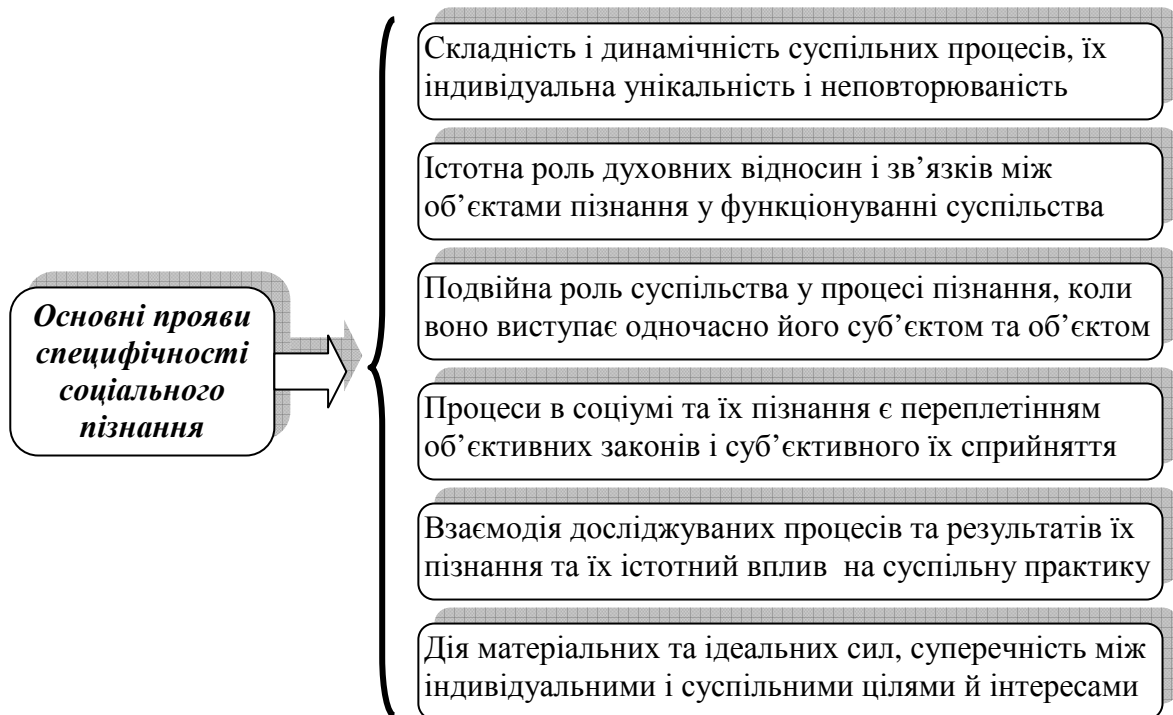 Складність і динамічність суспільних процесів, їх
індивідуальна унікальність і неповторюваність
Істотна роль духовних відносин і зв’язків між
об’єктами пізнання у функціонуванні суспільства
Подвійна роль суспільства у процесі пізнання, коли
воно виступає одночасно його суб’єктом та об’єктом
Основні прояви
специфічності
соціального
пізнання
Процеси в соціумі та їх пізнання є переплетінням
об’єктивних законів і суб’єктивного їх сприйняття
Взаємодія досліджуваних процесів та результатів їх
пізнання та їх істотний вплив на суспільну практику
Дія матеріальних та ідеальних сил, суперечність між
індивідуальними і суспільними цілями й інтересами